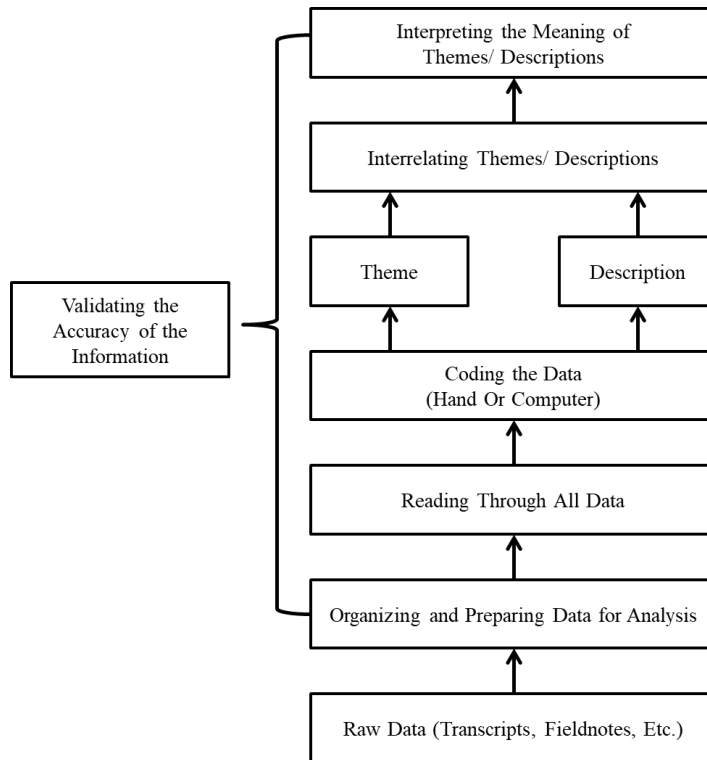 Interpreting the Meaning of
Themes/ Descriptions
Interrelating Themes/ Descriptions
Theme
Description
Validating the
Accuracy of the
Information
Coding the Data
(Hand Or Computer)
Reading Through All Data
Organizing and Preparing Data for Analysis
Raw Data (Transcripts, Fieldnotes, Etc.)